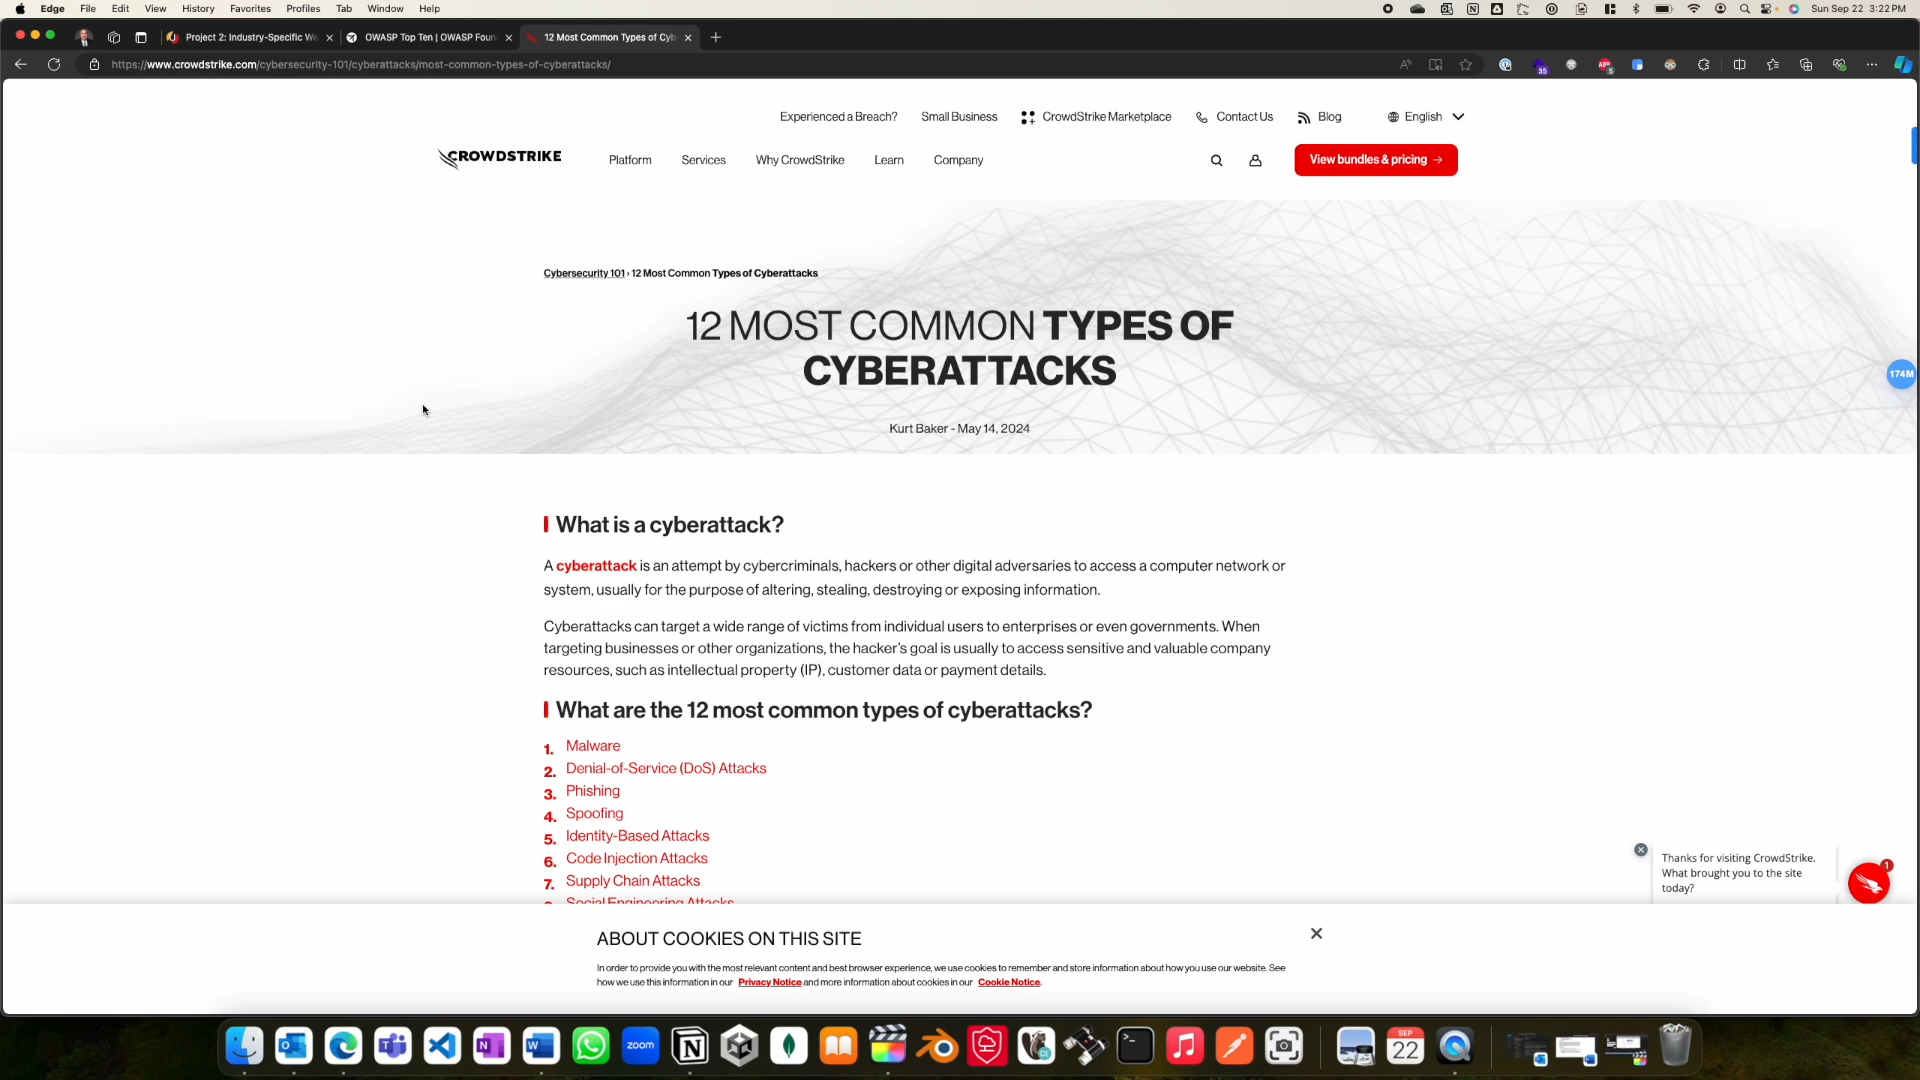 Edge File Edit View History Favorites Profiles Tab Window Help Sun Sep 22 3:22 PM
Project 2: Industry-Specific We OWASP Top Ten | OWASP Foun 12 Most Common Types of Cyb
https://www.crowdstrike.com/cybersecurity-101/cyberattacks/most-common-types-of-cyberattacks/
35
5
Experienced a Breach? Small Business CrowdStrike Marketplace Contact Us Blog English
CROWDSTRIKE Platform Services Why CrowdStrike Learn Company View bundles & pricing →
Cybersecurity 101 › 12 Most Common Types of Cyberattacks
12 MOST COMMON TYPES OF
CYBERATTACKS
174M
Kurt Baker - May 14, 2024
What is a cyberattack?
A cyberattack is an attempt by cybercriminals, hackers or other digital adversaries to access a computer network or
system, usually for the purpose of altering, stealing, destroying or exposing information.
Cyberattacks can target a wide range of victims from individual users to enterprises or even governments. When
targeting businesses or other organizations, the hacker's goal is usually to access sensitive and valuable company
resources, such as intellectual property (IP), customer data or payment details.
What are the 12 most common types of cyberattacks?
1. Malware
2. Denial-of-Service (DoS) Attacks
3. Phishing
4. Spoofing
5. Identity-Based Attacks
6. Code Injection Attacks
7. Supply Chain Attacks
Social Engineering Attacks
Thanks for visiting CrowdStrike.
What brought you to the site
today?
1
ABOUT COOKIES ON THIS SITE
In order to provide you with the most relevant content and best browser experience, we use cookies to remember and store information about how you use our website. See
how we use this information in our Privacy Notice and more information about cookies in our Cookie Notice.
zoom
SEP
22